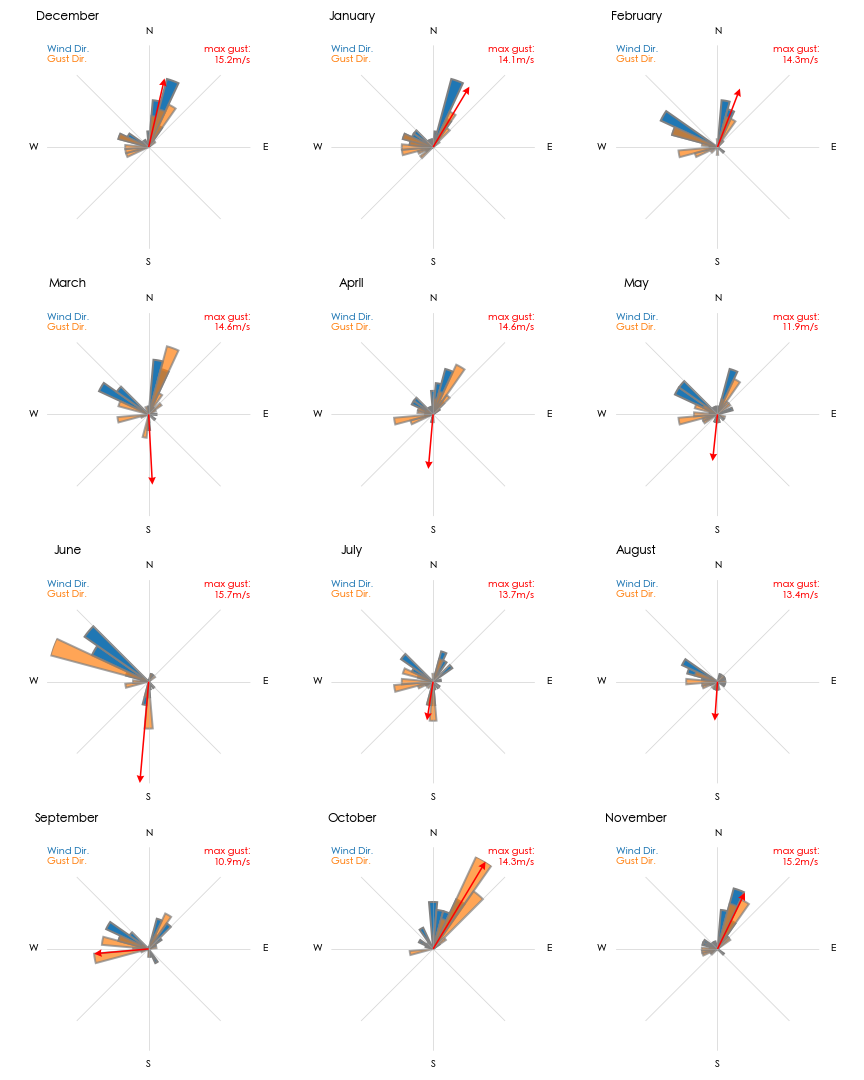 December
N
Wind Dir.
Gust Dir.
max gust:
15.2m/s
W
E
S
January
N
Wind Dir.
Gust Dir.
max gust:
14.1m/s
W
E
S
February
N
Wind Dir.
Gust Dir.
max gust:
14.3m/s
W
E
S
March
N
Wind Dir.
Gust Dir.
max gust:
14.6m/s
W
E
S
April
N
Wind Dir.
Gust Dir.
max gust:
14.6m/s
W
E
S
May
N
Wind Dir.
Gust Dir.
max gust:
11.9m/s
W
E
S
June
N
Wind Dir.
Gust Dir.
max gust:
15.7m/s
W
E
S
July
N
Wind Dir.
Gust Dir.
max gust:
13.7m/s
W
E
S
August
N
Wind Dir.
Gust Dir.
max gust:
13.4m/s
W
E
S
September
N
Wind Dir.
Gust Dir.
max gust:
10.9m/s
W
E
S
October
N
Wind Dir.
Gust Dir.
max gust:
14.3m/s
W
E
S
November
N
Wind Dir.
Gust Dir.
max gust:
15.2m/s
W
E
S